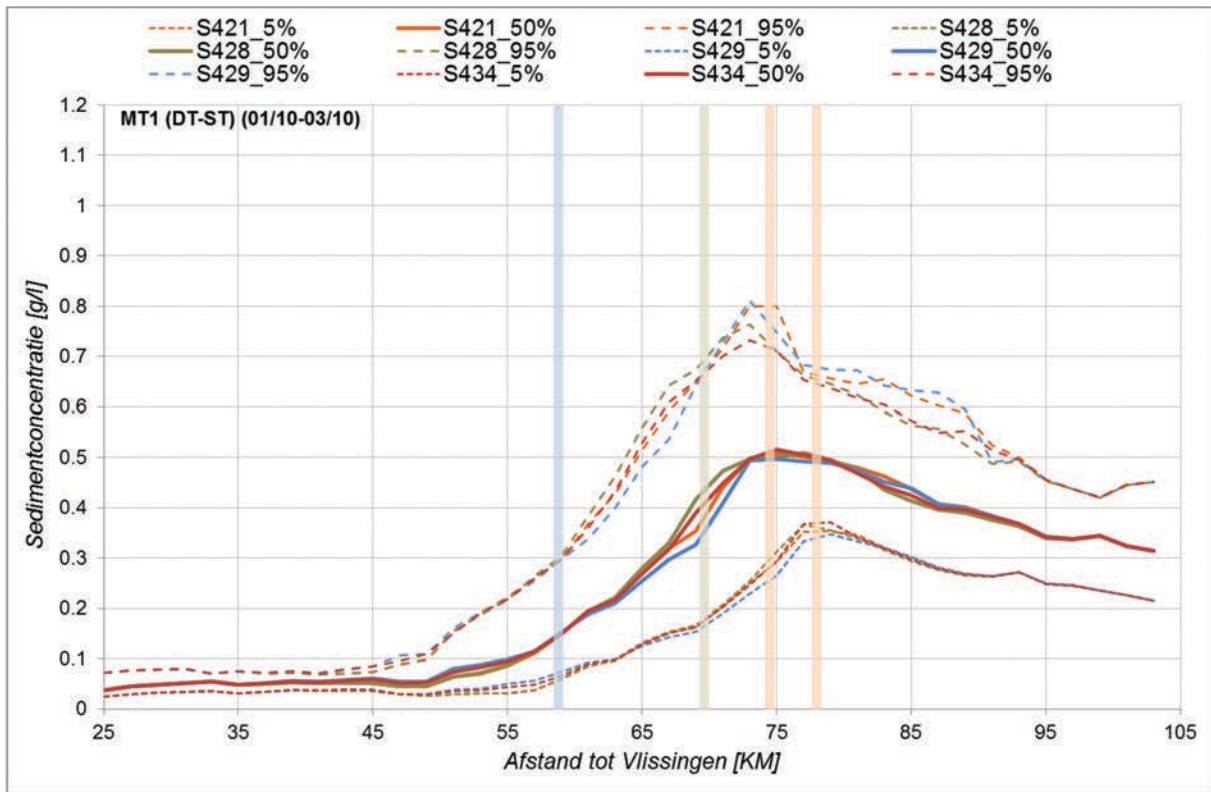 S421_5% S421_50% S421_95% S428_5%
S428_50% S428_95% S429_5% S429_50%
S429_95% S434_5% S434_50% S434_95%
MT1 (DT-ST) (01/10-03/10)
1.2
1.1
1
0.9
0.8
0.7
0.6
0.5
0.4
0.3
0.2
0.1
0
Sedimentconcentratie [g/l]
25 35 45 55 65 75 85 95 105
Afstand tot Vlissingen [KM]